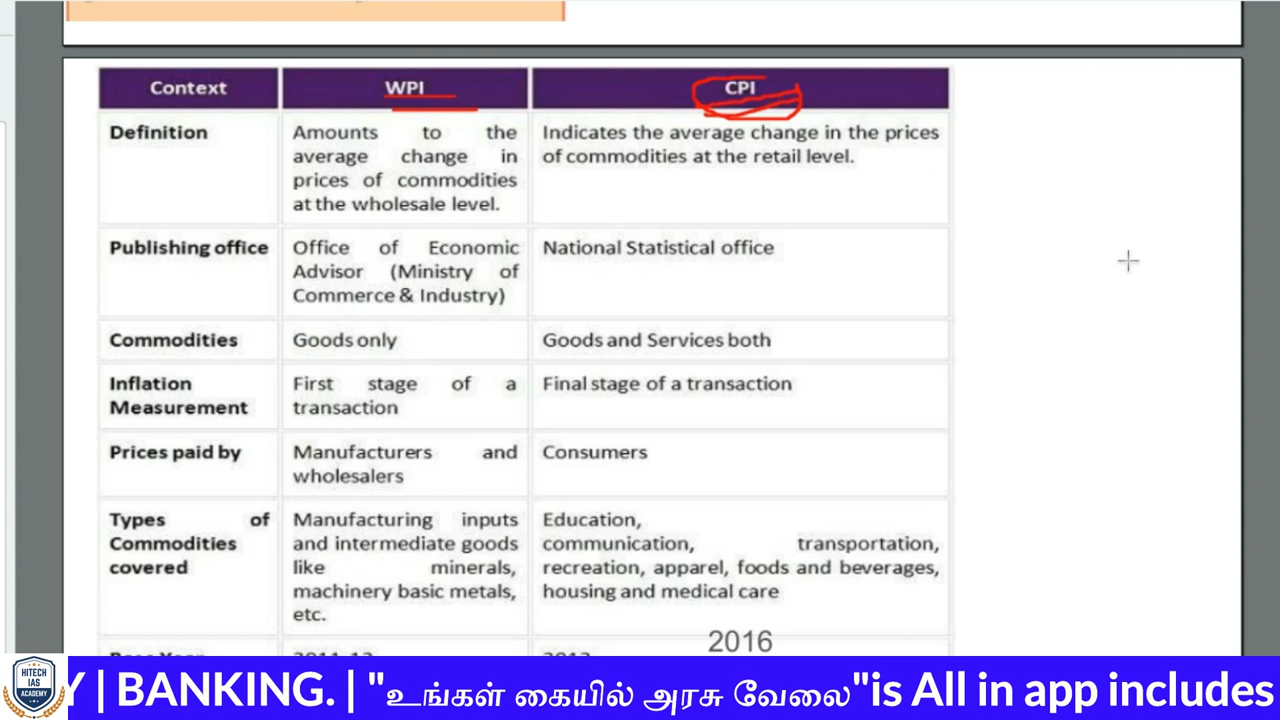 Context WPI CPI
Definition Amounts to the Indicates the average change in the prices
average change in of commodities at the retail level.
prices of commodities
at the wholesale level.
Publishing office Office of Economic National Statistical office
Advisor (Ministry of
Commerce & Industry)
Commodities Goods only Goods and Services both
Inflation First stage of a Final stage of a transaction
Measurement transaction
Prices paid by Manufacturers and Consumers
wholesalers
Types of Manufacturing inputs Education,
Commodities and intermediate goods communication, transportation,
covered like minerals, recreation, apparel, foods and beverages,
machinery basic metals, housing and medical care
etc.
2016
Base Year 2011-12 2012
HITECH
IAS
ACADEMY
Y | BANKING. | "உங்கள் கையில் அரசு வேலை"is All in app includes